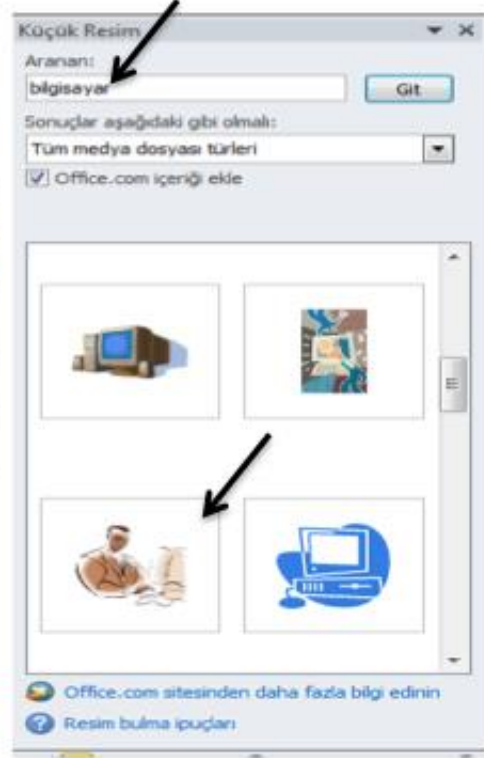 Küçük Resim
Aranan:
bilgisayar
Git
Sonuçlar aşağıdaki gibi olmalı:
Tüm medya dosyası türleri
Office.com içeriği ekle
Office.com sitesinden daha fazla bilgi edinin
Resim bulma ipuçları